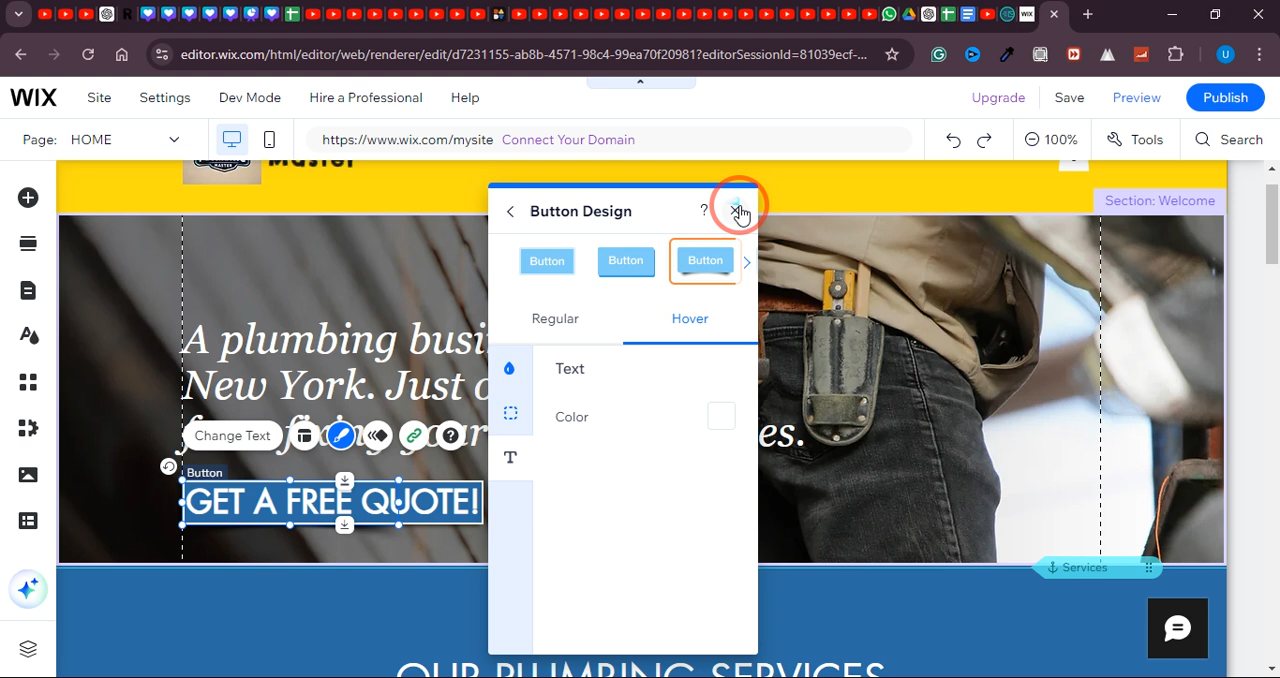 editor.wix.com/html/editor/web/renderer/edit/d7231155-ab8b-4571-98c4-99ea70f20981?editorSessionId=81039ecf-...
WIX Site Settings Dev Mode Hire a Professional Help Upgrade Save Preview Publish
Page: HOME https://www.wix.com/mysite Connect Your Domain 100% Tools Search
Master
Section: Welcome
Button Design ?
Button Button Button
Regular Hover
Text
Color
A plumbing busi
New York. Just o
es.
Change Text
Button
GET A FREE QUOTE!
Services
OUR PLUMBING SERVICES